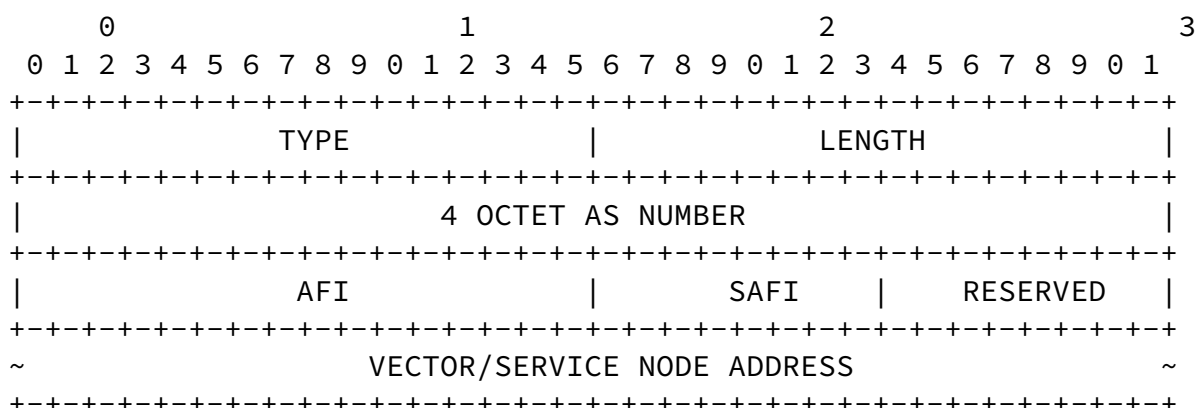 0 1 2 3
0 1 2 3 4 5 6 7 8 9 0 1 2 3 4 5 6 7 8 9 0 1 2 3 4 5 6 7 8 9 0 1
+-+-+-+-+-+-+-+-+-+-+-+-+-+-+-+-+-+-+-+-+-+-+-+-+-+-+-+-+-+-+-+-+
| TYPE | LENGTH |
+-+-+-+-+-+-+-+-+-+-+-+-+-+-+-+-+-+-+-+-+-+-+-+-+-+-+-+-+-+-+-+-+
| 4 OCTET AS NUMBER |
+-+-+-+-+-+-+-+-+-+-+-+-+-+-+-+-+-+-+-+-+-+-+-+-+-+-+-+-+-+-+-+-+
| AFI | SAFI | RESERVED |
+-+-+-+-+-+-+-+-+-+-+-+-+-+-+-+-+-+-+-+-+-+-+-+-+-+-+-+-+-+-+-+-+
~ VECTOR/SERVICE NODE ADDRESS ~
+-+-+-+-+-+-+-+-+-+-+-+-+-+-+-+-+-+-+-+-+-+-+-+-+-+-+-+-+-+-+-+-+